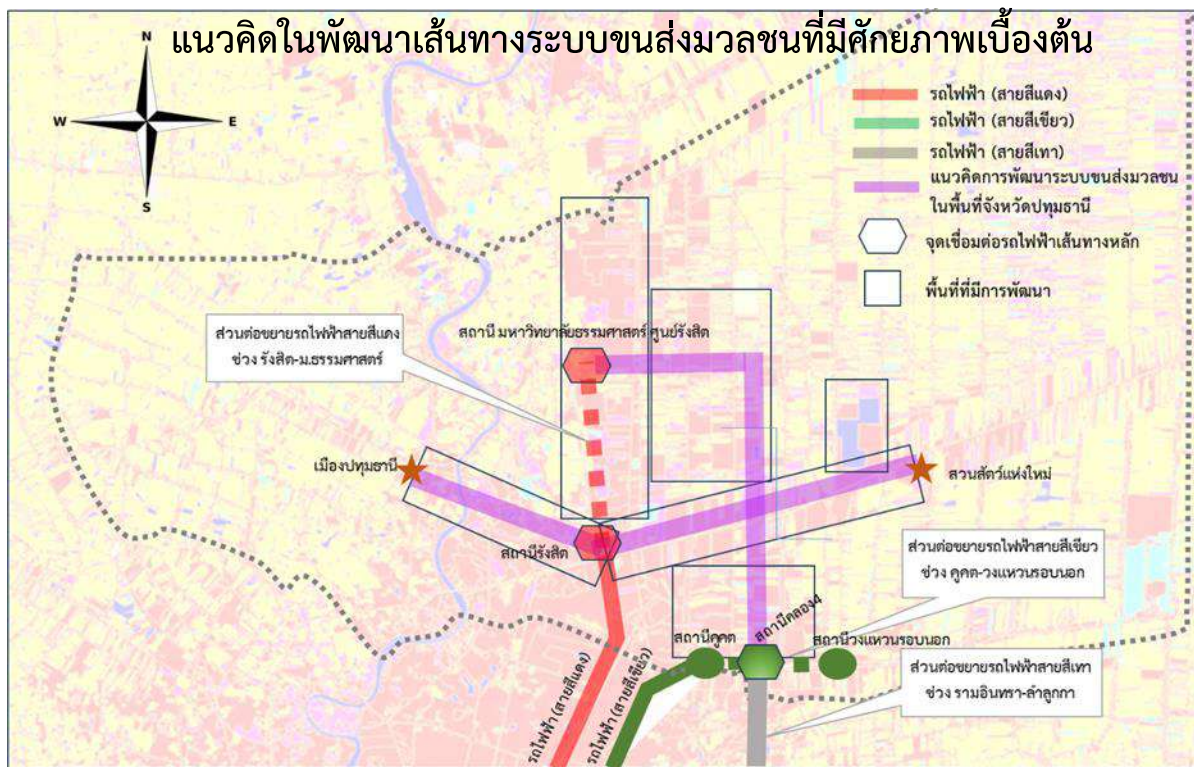 แนวคิดในพัฒนาเส้นทางระบบขนส่งมวลชนที่มีศักยภาพเบื้องต้น
N
W
E
S
รถไฟฟ้า (สายสีแดง)
รถไฟฟ้า (สายสีเขียว)
รถไฟฟ้า (สายสีเทา)
แนวคิดการพัฒนาระบบขนส่งมวลชน
ในพื้นที่จังหวัดปทุมธานี
จุดเชื่อมต่อรถไฟฟ้าเส้นทางหลัก
พื้นที่ที่มีการพัฒนา
ส่วนต่อขยายรถไฟฟ้าสายสีแดง
ช่วง รังสิต-ม.ธรรมศาสตร์
สถานี มหาวิทยาลัยธรรมศาสตร์ ศูนย์รังสิต
เมืองปทุมธานี
สวนสัตว์แห่งใหม่
สถานีรังสิต
ส่วนต่อขยายรถไฟฟ้าสายสีเขียว
ช่วง คูคต-วงแหวนรอบนอก
สถานีคูคต
สถานีคลอง4
สถานีวงแหวนรอบนอก
ส่วนต่อขยายรถไฟฟ้าสายสีเทา
ช่วง รามอินทรา-ลำลูกกา
รถไฟฟ้า (สายสีแดง)
รถไฟฟ้า (สายสีเขียว)